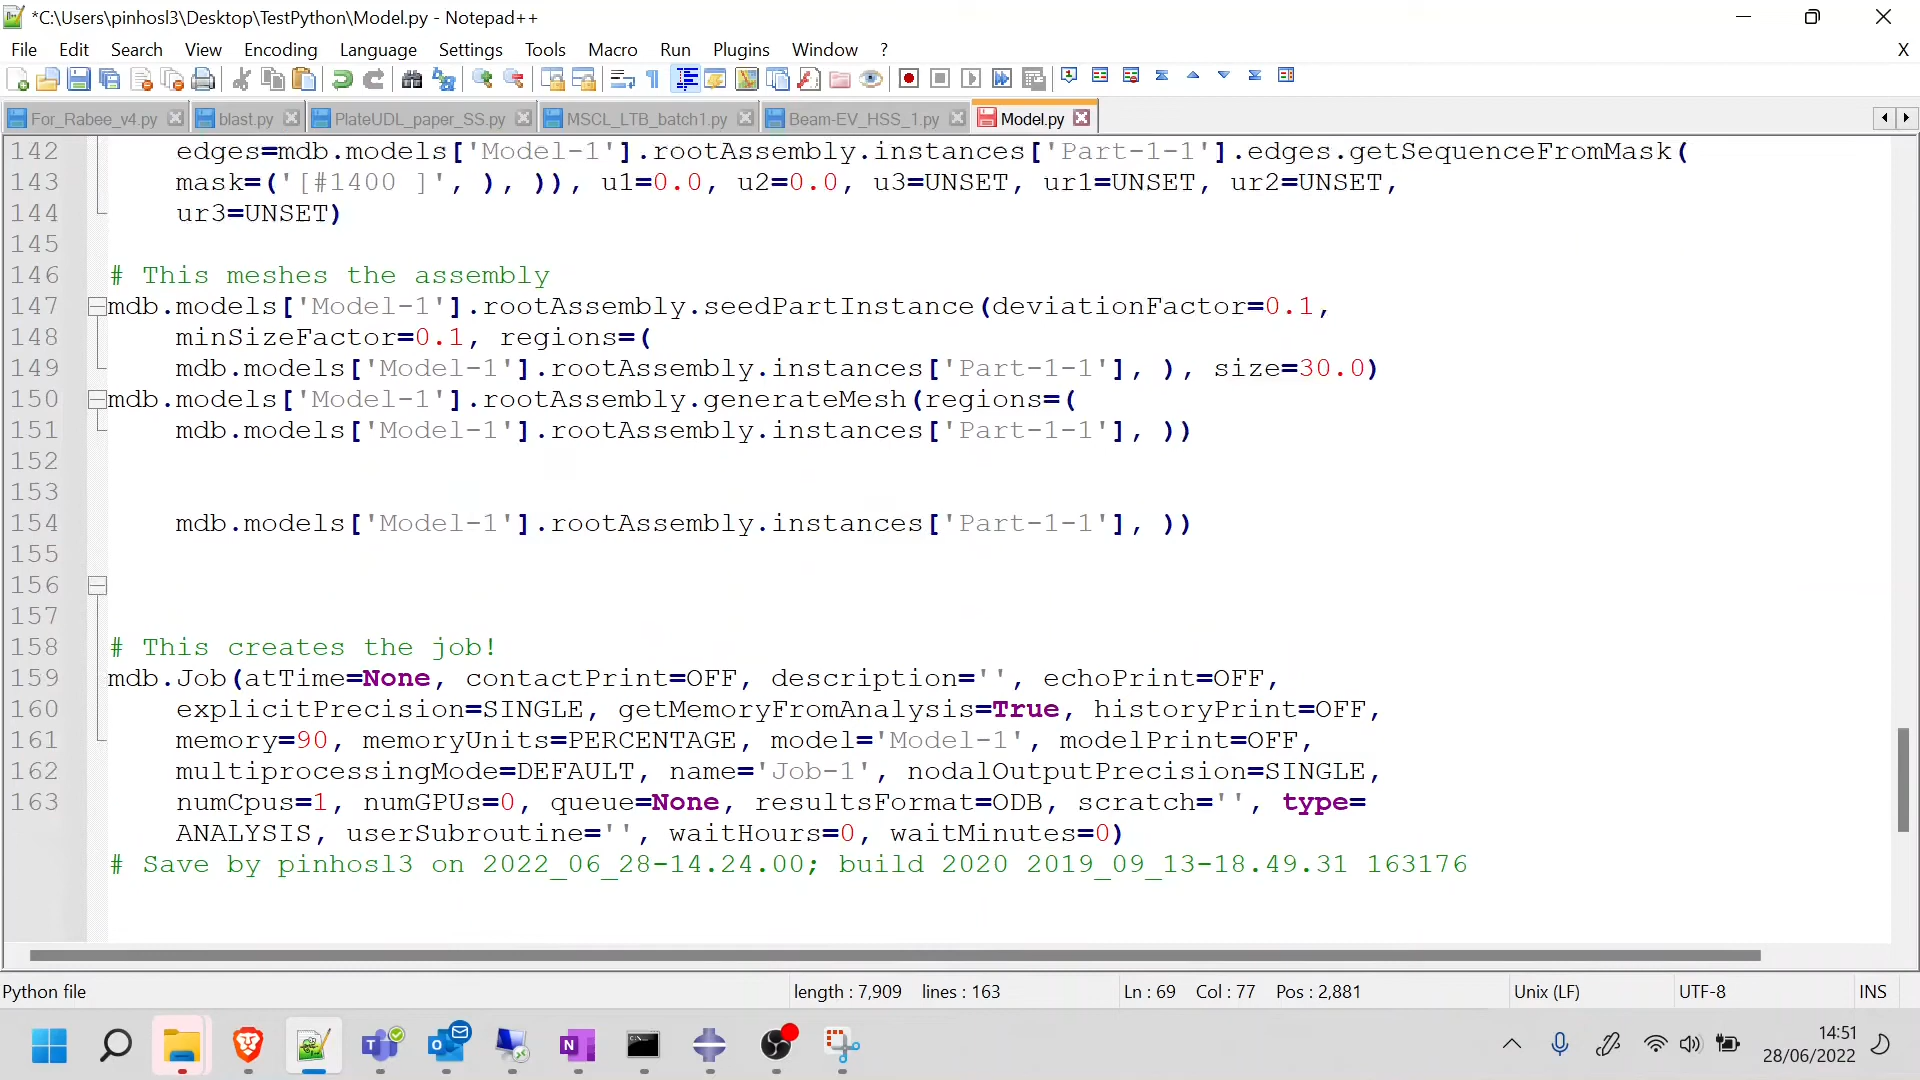 *C:\Users\pinhosl3\Desktop\TestPython\Model.py - Notepad++
File Edit Search View Encoding Language Settings Tools Macro Run Plugins Window ? X
For_Rabee_v4.py blast.py PlateUDL_paper_SS.py MSCL_LTB_batch1.py Beam-EV_HSS_1.py Model.py
142 edges=mdb.models['Model-1'].rootAssembly.instances['Part-1-1'].edges.getSequenceFromMask(
143 mask=('[#1400 ]', ), )), u1=0.0, u2=0.0, u3=UNSET, ur1=UNSET, ur2=UNSET,
144 ur3=UNSET)
145
146 # This meshes the assembly
147 mdb.models['Model-1'].rootAssembly.seedPartInstance(deviationFactor=0.1,
148 minSizeFactor=0.1, regions=(
149 mdb.models['Model-1'].rootAssembly.instances['Part-1-1'], ), size=30.0)
150 mdb.models['Model-1'].rootAssembly.generateMesh(regions=(
151 mdb.models['Model-1'].rootAssembly.instances['Part-1-1'], ))
152
153
154 mdb.models['Model-1'].rootAssembly.instances['Part-1-1'], ))
155
156
157
158 # This creates the job!
159 mdb.Job(atTime=None, contactPrint=OFF, description='', echoPrint=OFF,
160 explicitPrecision=SINGLE, getMemoryFromAnalysis=True, historyPrint=OFF,
161 memory=90, memoryUnits=PERCENTAGE, model='Model-1', modelPrint=OFF,
162 multiprocessingMode=DEFAULT, name='Job-1', nodalOutputPrecision=SINGLE,
163 numCpus=1, numGPUs=0, queue=None, resultsFormat=ODB, scratch='', type=
ANALYSIS, userSubroutine='', waitHours=0, waitMinutes=0)
# Save by pinhosl3 on 2022_06_28-14.24.00; build 2020 2019_09_13-18.49.31 163176
Python file length : 7,909 lines : 163 Ln : 69 Col : 77 Pos : 2,881 Unix (LF) UTF-8 INS
14:51
28/06/2022